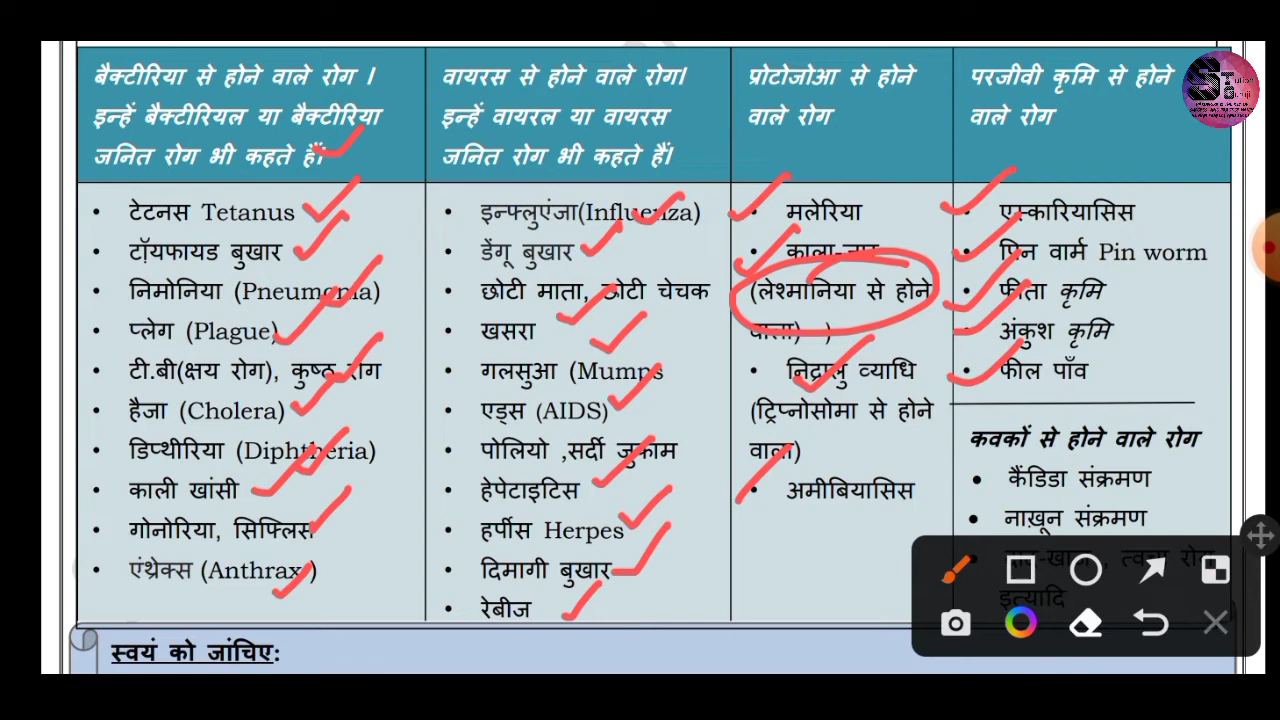 बैक्टीरिया से होने वाले रोग ।
इन्हें बैक्टीरियल या बैक्टीरिया
जनित रोग भी कहते हैं।
वायरस से होने वाले रोग।
इन्हें वायरल या वायरस
जनित रोग भी कहते हैं।
प्रोटोजोआ से होने
वाले रोग
परजीवी कृमि से होने
वाले रोग
• टेटनस Tetanus
• टॉयफायड बुखार
• निमोनिया (Pneumonia)
• प्लेग (Plague)
• टी.बी(क्षय रोग), कुष्ठ रोग
• हैजा (Cholera)
• डिप्थीरिया (Diphtheria)
• काली खांसी
• गोनोरिया, सिफ्लिस
• एंथ्रेक्स (Anthrax)
• इन्फ्लुएंजा(Influenza)
• डेंगू बुखार
• छोटी माता, छोटी चेचक
• खसरा
• गलसुआ (Mumps
• एड्स (AIDS)
• पोलियो ,सर्दी जुकाम
• हेपेटाइटिस
• हर्पीस Herpes
• दिमागी बुखार
• रेबीज
• मलेरिया
• काला-जार
(लेश्मानिया से होने
वाला) )
• निद्रालु व्याधि
(ट्रिप्नोसोमा से होने
वाला)
• अमीबियासिस
• एस्कारियासिस
• पिन वार्म Pin worm
• फीता कृमि
• अंकुश कृमि
• फील पाँव
कवकों से होने वाले रोग
• कैंडिडा संक्रमण
• नाख़ून संक्रमण
त्वचा रोग
इत्यादि
स्वयं को जांचिए: